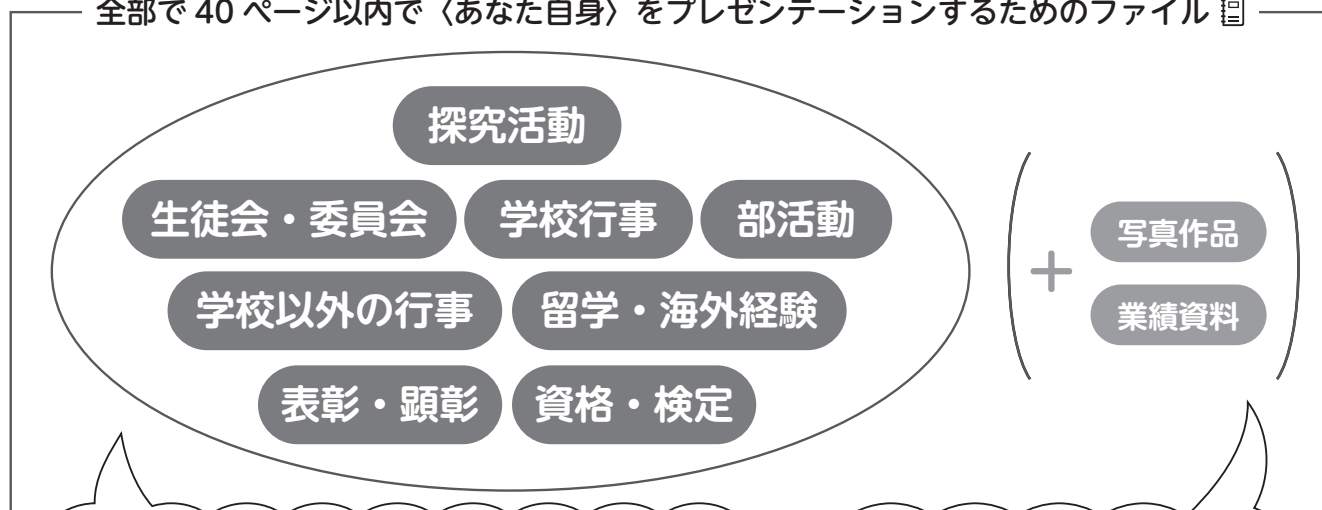 全部で 40 ページ以内で〈あなた自身〉をプレゼンテーションするためのファイル
探究活動
生徒会・委員会 学校行事 部活動
学校以外の行事 留学・海外経験
表彰・顕彰 資格・検定
+
写真作品
業績資料